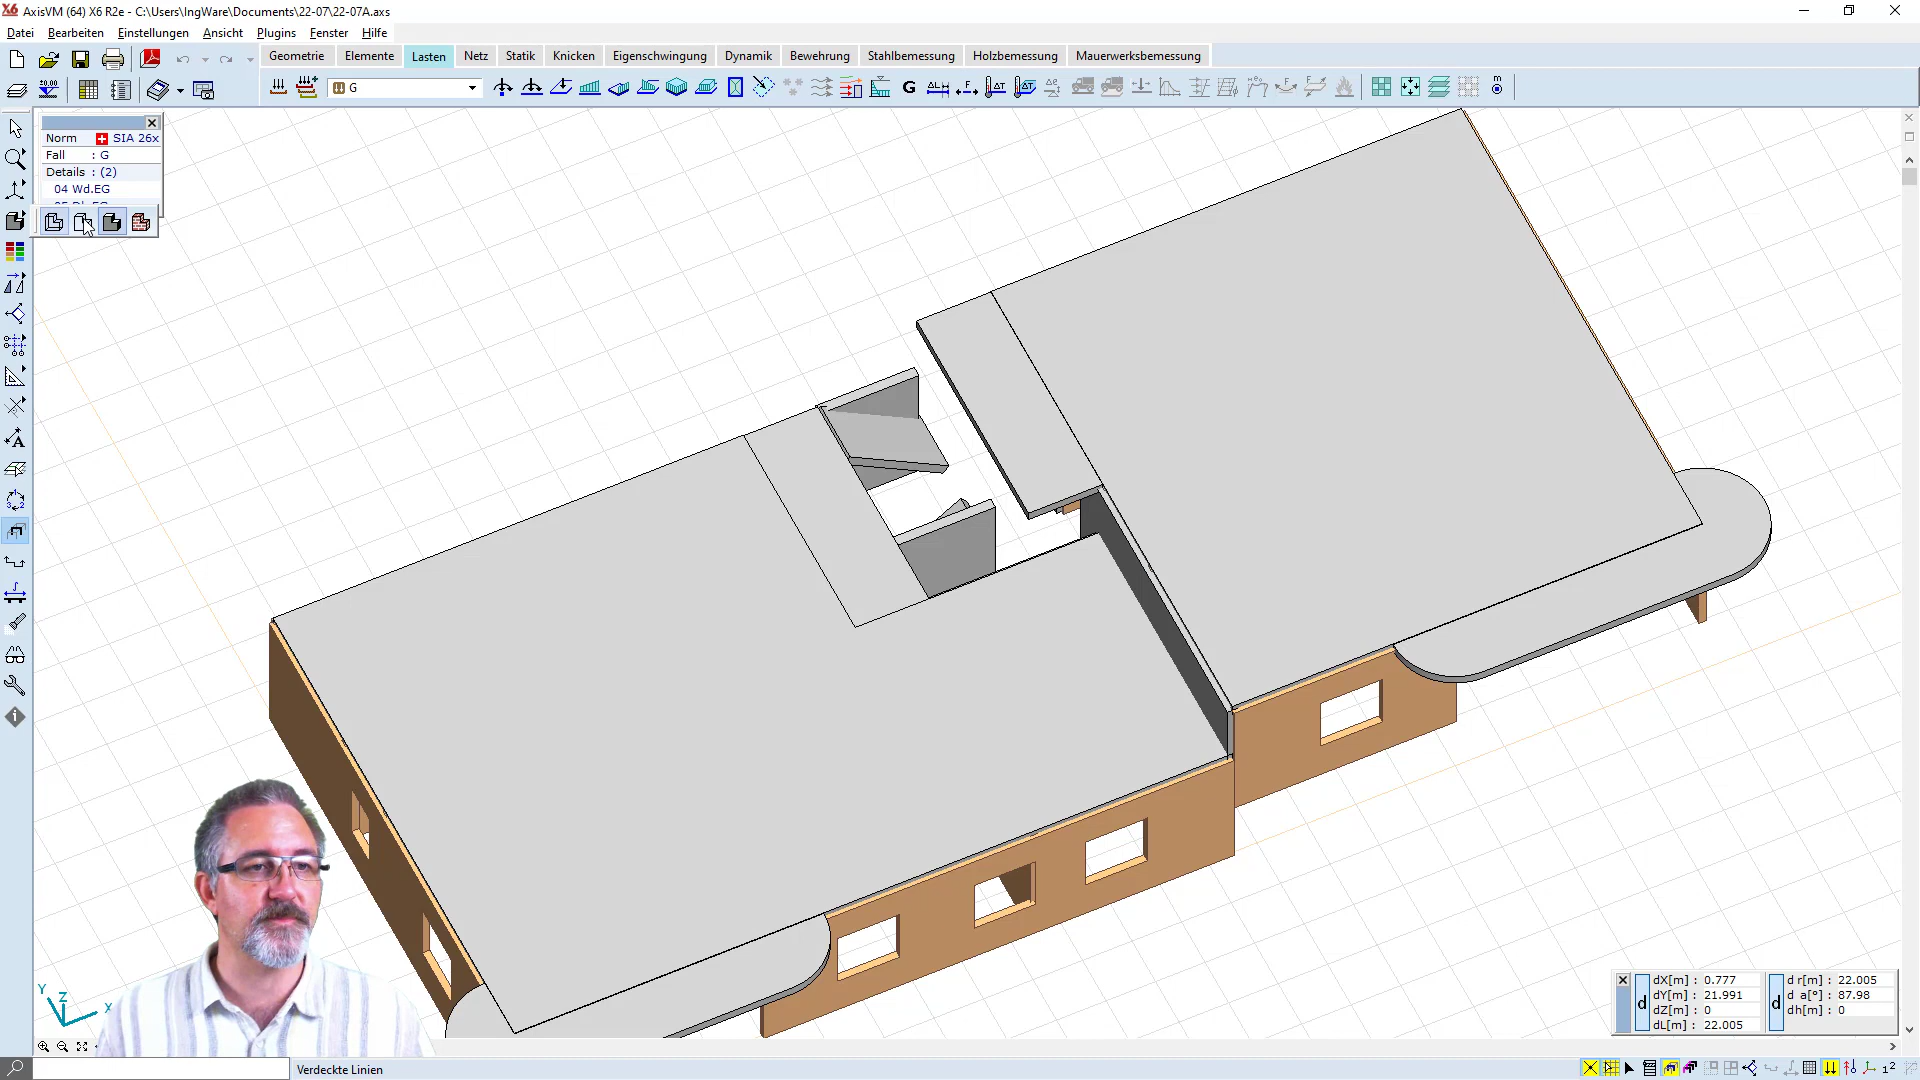 AxisVM (64) X6 R2e - C:\Users\IngWare\Documents\22-07\22-07A.axs
Datei Bearbeiten Einstellungen Ansicht Plugins Fenster Hilfe
Geometrie Elemente Lasten Netz Statik Knicken Eigenschwingung Dynamik Bewehrung Stahlbemessung Holzbemessung Mauerwerksbemessung
G
G
Norm SIA 26x
Fall : G
Details : (2)
04 Wd.EG
Y Z X
d dX[m] : 0.777
dY[m] : 21.991
dZ[m] : 0
dL[m] : 22.005
d d r[m] : 22.005
d a[°] : 87.98
dh[m] : 0
Verdeckte Linien